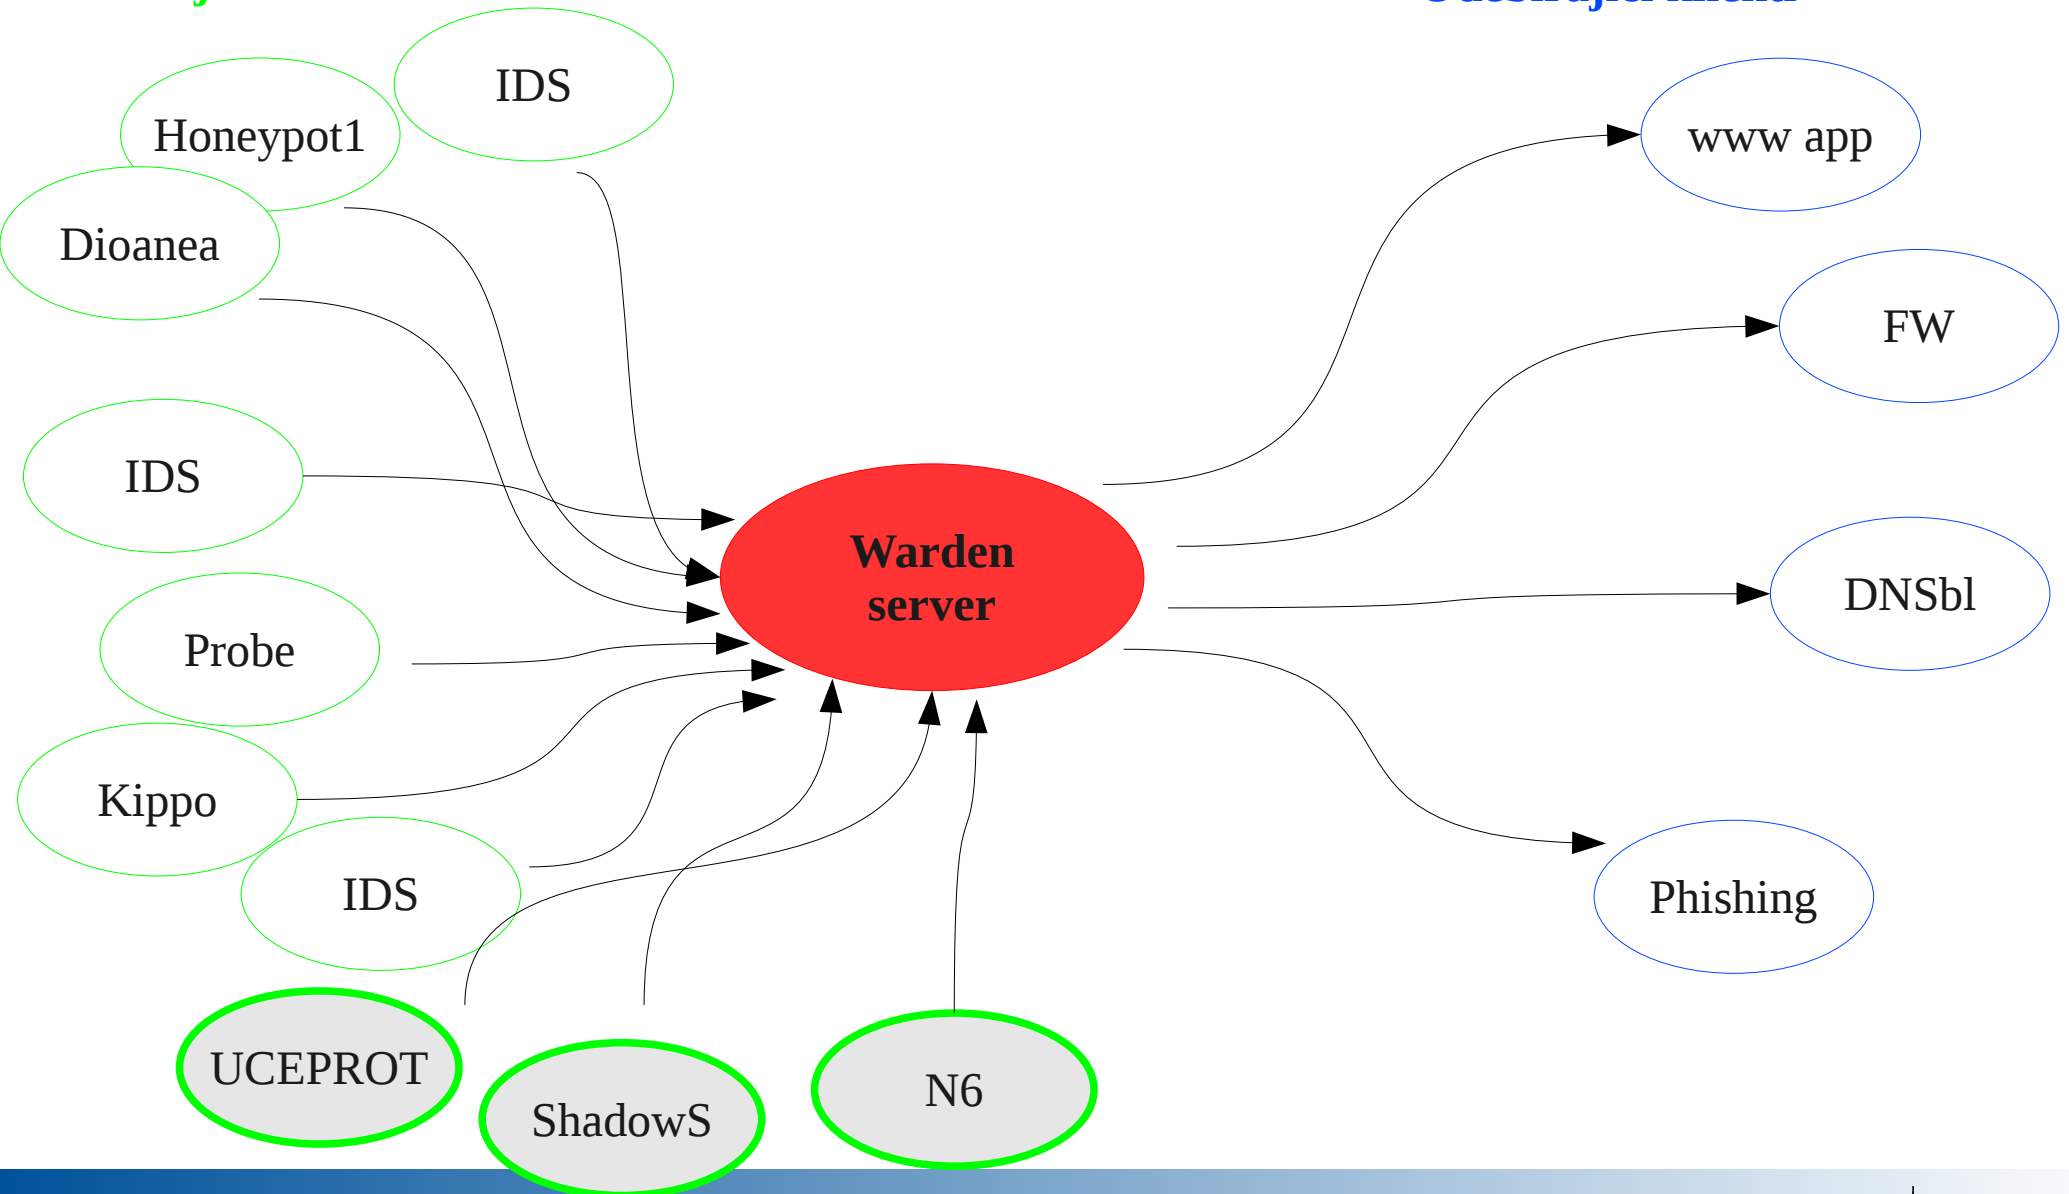 IDS
Honeypot1
Dioanea
IDS
Probe
Kippo
IDS
UCEPROT
ShadowS
N6
Warden
server
www app
FW
DNSbl
Phishing